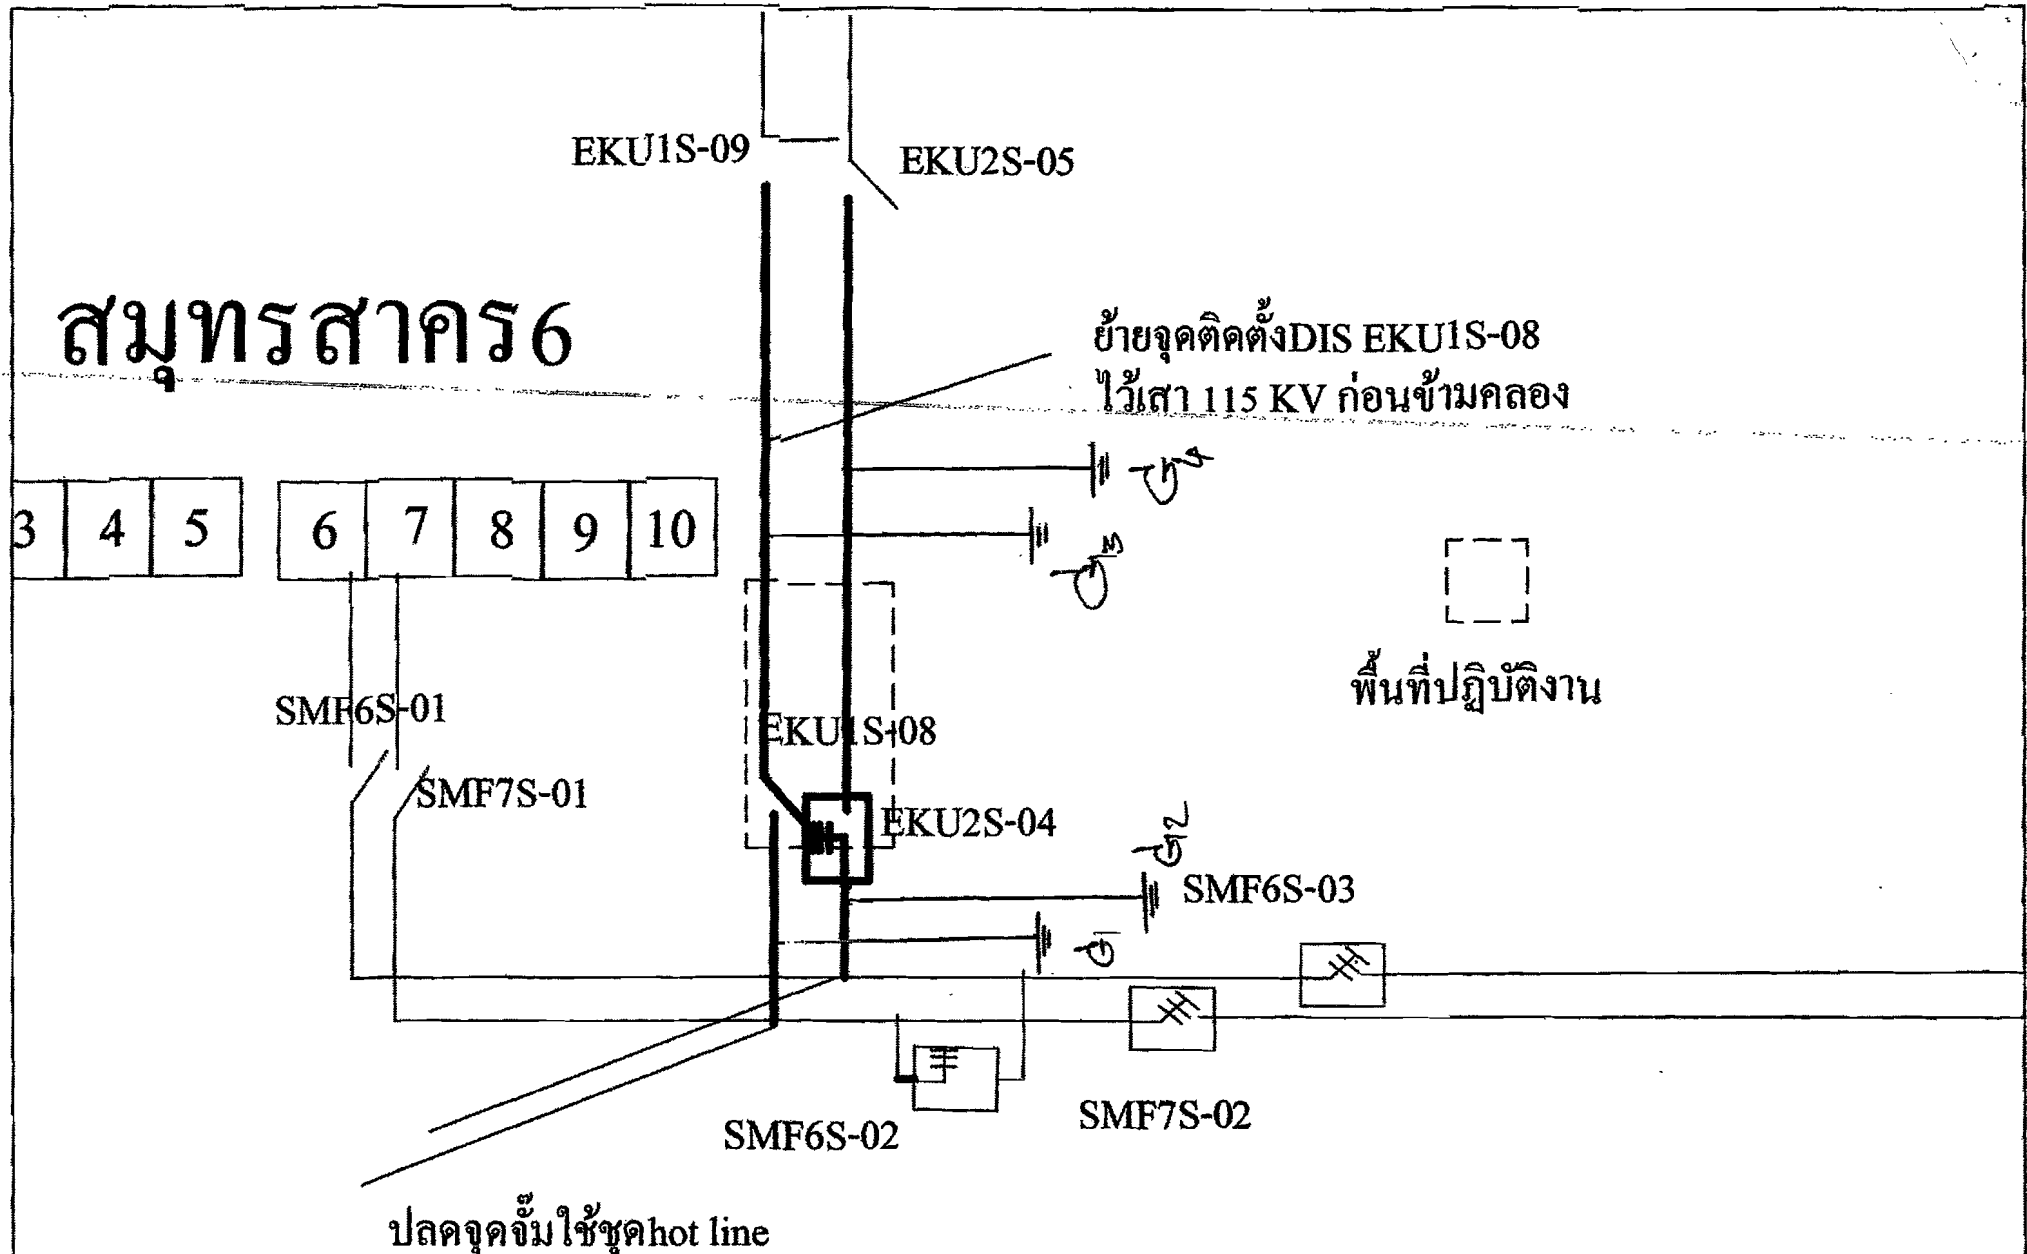 EKU1S-09
EKU2S-05
สมุทรสาคร6
ย้ายจุดติดตั้งDIS EKU1S-08
ไว้เสา 115 KV ก่อนข้ามคลอง
3 4 5 6 7 8 9 10
พื้นที่ปฏิบัติงาน
SMF6S-01
EKU1S-08
SMF7S-01
EKU2S-04
SMF6S-03
SMF7S-02
SMF6S-02
ปลดจุดจั๊มใช้ชุดhot line